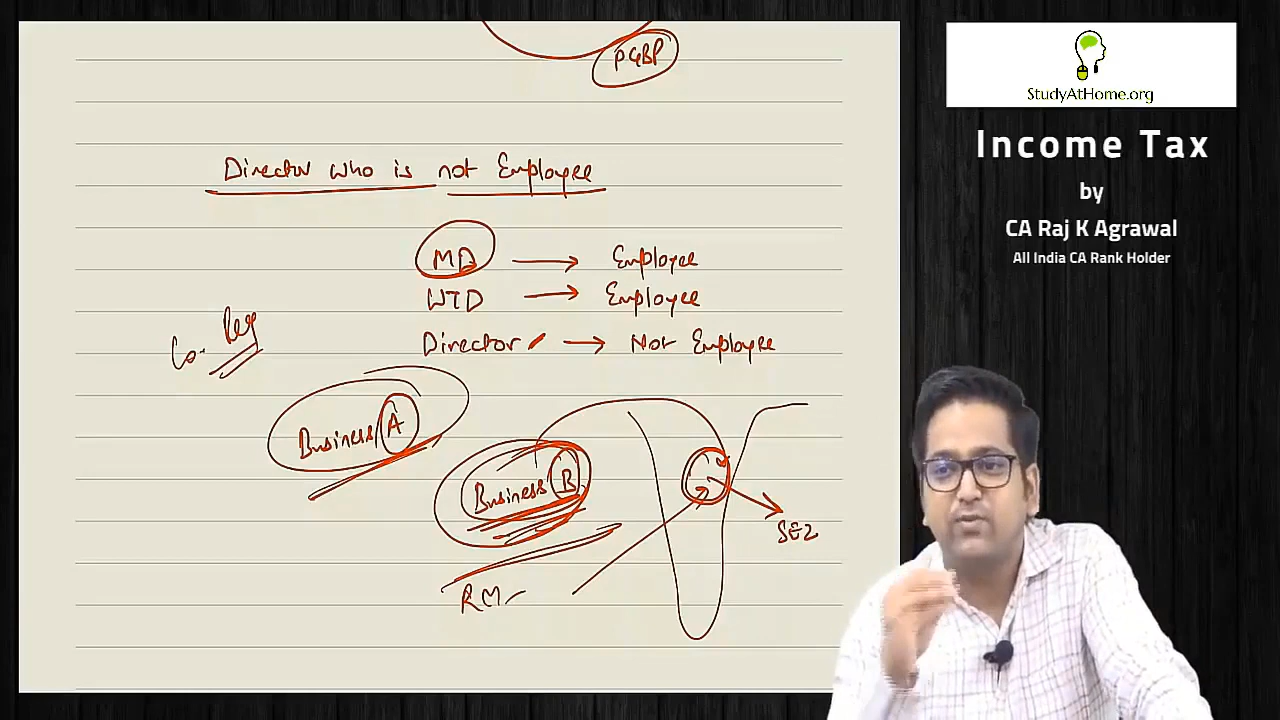 PGBP
Director who is not Employee
MD → Employee
WTD → Employee
Director → Not Employee
Co. Reg
Business A
Business B
SEZ
RM
StudyAtHome.org
Income Tax
by
CA Raj K Agrawal
All India CA Rank Holder